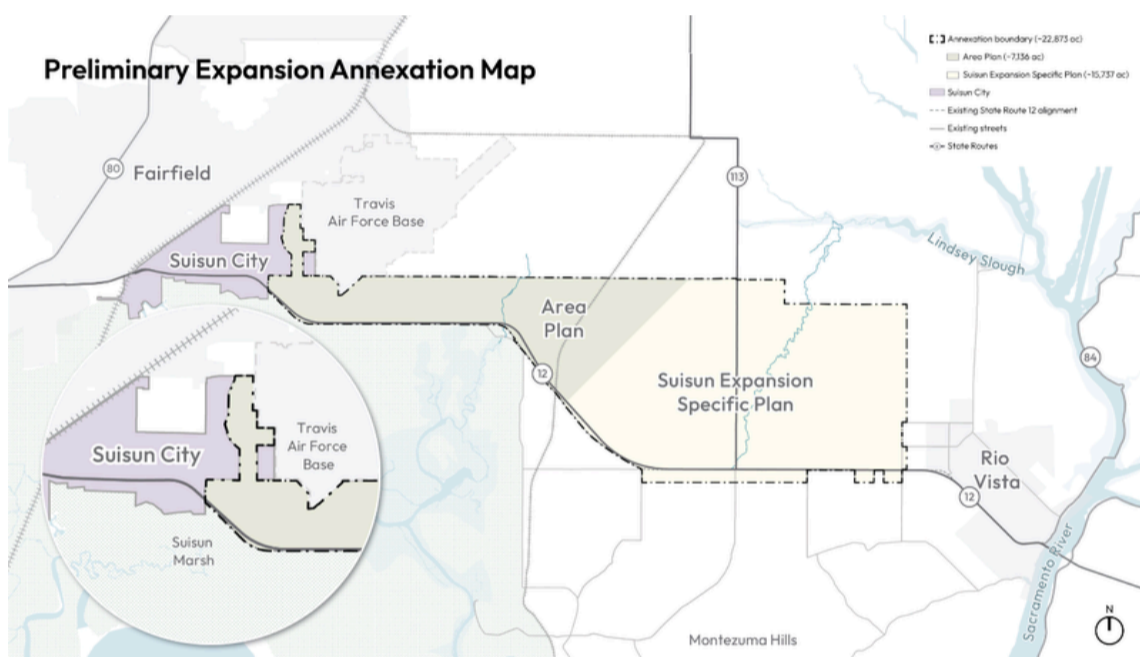 Preliminary Expansion Annexation Map
Annexation boundary (~22,873 ac)
Area Plan (~7,136 ac)
Suisun Expansion Specific Plan (~15,737 ac)
Suisun City
Existing State Route 12 alignment
Existing streets
State Routes
80
Fairfield
113
Travis
Air Force Base
Suisun City
Lindsey Slough
Area
Plan
84
12
Suisun Expansion
Specific Plan
Travis
Air Force
Base
Suisun City
Rio
Vista
12
Suisun
Marsh
Sacramento River
N
Montezuma Hills